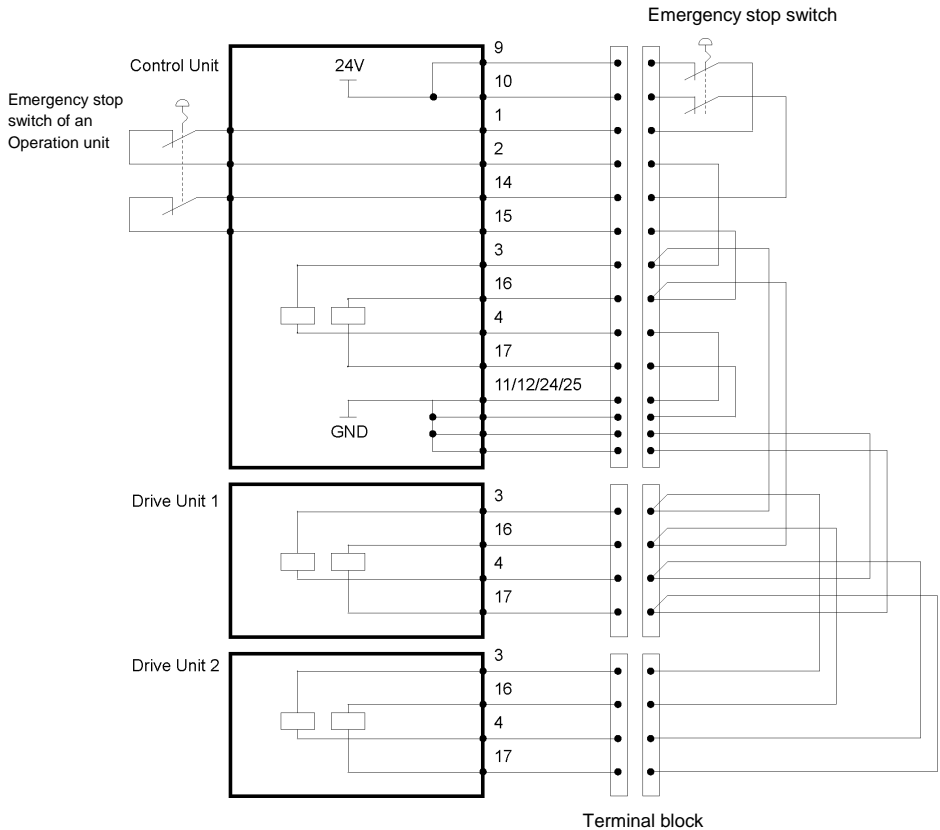 Emergency stop switch
Control Unit
24V
9
10
Emergency stop
switch of an
Operation unit
1
2
14
15
3
16
4
17
11/12/24/25
GND
Drive Unit 1
3
16
4
17
Drive Unit 2
3
16
4
17
Terminal block